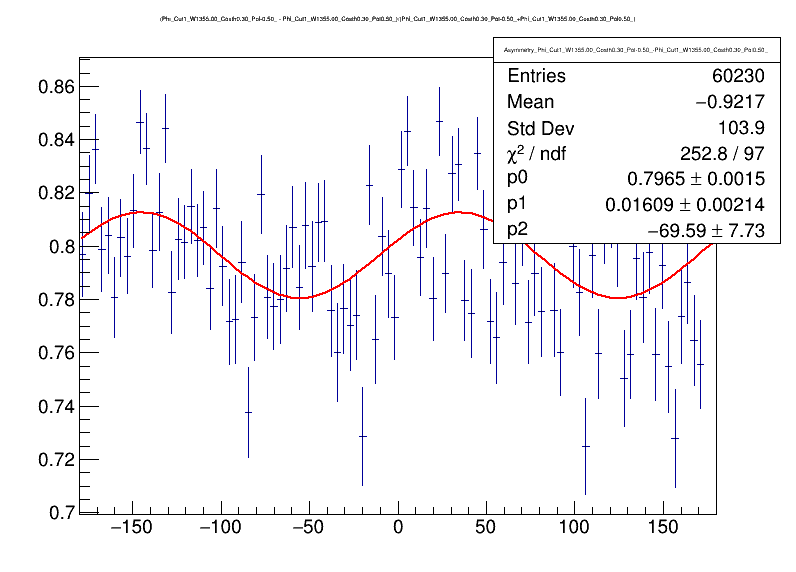 (Phi_Cut1_W1355.00_Costh0.30_Pol-0.50_ - Phi_Cut1_W1355.00_Costh0.30_Pol0.50_)/(Phi_Cut1_W1355.00_Costh0.30_Pol-0.50_+Phi_Cut1_W1355.00_Costh0.30_Pol0.50_)
Asymmetry_Phi_Cut1_W1355.00_Costh0.30_Pol-0.50_-Phi_Cut1_W1355.00_Costh0.30_Pol0.50_
Entries 60230
Mean −0.9217
Std Dev 103.9
χ² / ndf 252.8 / 97
p0 0.7965 ± 0.0015
p1 0.01609 ± 0.00214
p2 −69.59 ± 7.73
0.86
0.84
0.82
0.8
0.78
0.76
0.74
0.72
0.7
−150 −100 −50 0 50 100 150